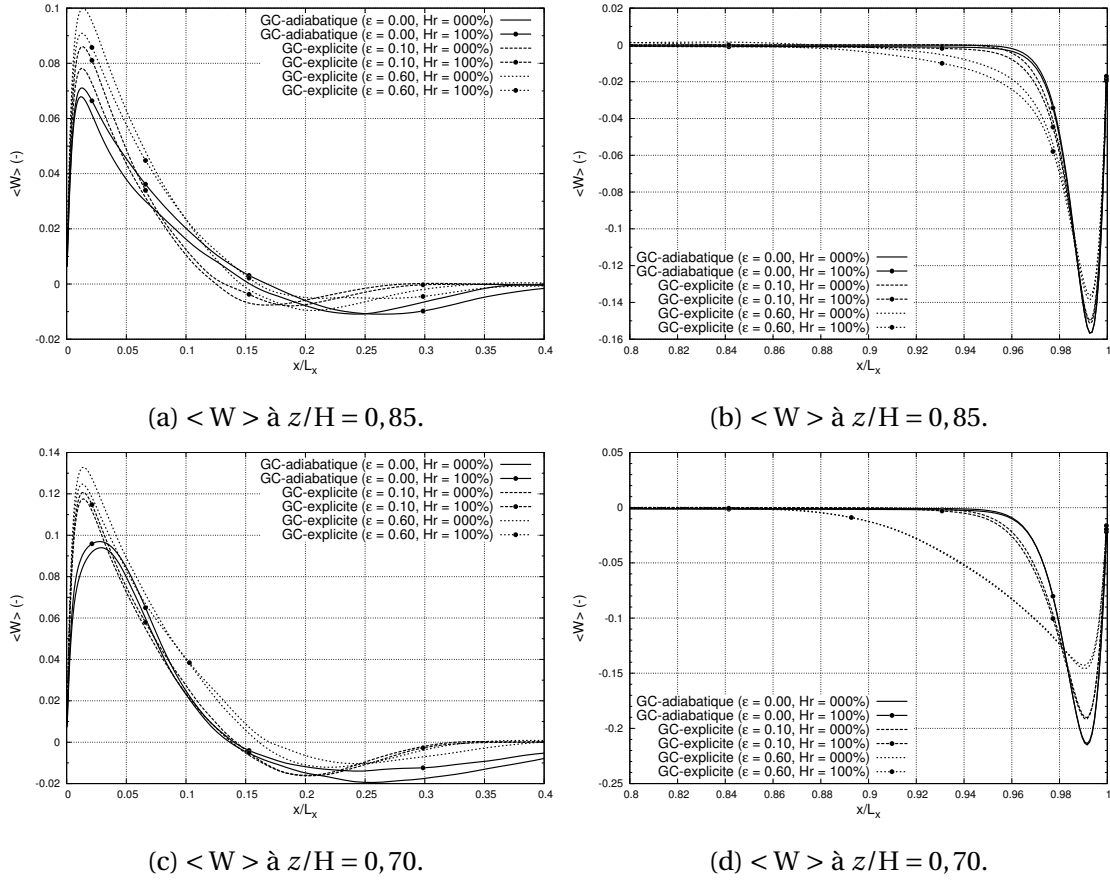 0.1
0.08
0.06
0.04
0.02
0
-0.02
<W> (-)
GC-adiabatique (ε = 0.00, Hr = 000%)
GC-adiabatique (ε = 0.00, Hr = 100%)
GC-explicite (ε = 0.10, Hr = 000%)
GC-explicite (ε = 0.10, Hr = 100%)
GC-explicite (ε = 0.60, Hr = 000%)
GC-explicite (ε = 0.60, Hr = 100%)
0 0.05 0.1 0.15 0.2 0.25 0.3 0.35 0.4
x/Lx
(a) < W > à z/H = 0,85.
0
-0.02
-0.04
-0.06
-0.08
-0.1
-0.12
-0.14
-0.16
<W> (-)
GC-adiabatique (ε = 0.00, Hr = 000%)
GC-adiabatique (ε = 0.00, Hr = 100%)
GC-explicite (ε = 0.10, Hr = 000%)
GC-explicite (ε = 0.10, Hr = 100%)
GC-explicite (ε = 0.60, Hr = 000%)
GC-explicite (ε = 0.60, Hr = 100%)
0.8 0.82 0.84 0.86 0.88 0.9 0.92 0.94 0.96 0.98 1
x/Lx
(b) < W > à z/H = 0,85.
0.14
0.12
0.1
0.08
0.06
0.04
0.02
0
-0.02
<W> (-)
GC-adiabatique (ε = 0.00, Hr = 000%)
GC-adiabatique (ε = 0.00, Hr = 100%)
GC-explicite (ε = 0.10, Hr = 000%)
GC-explicite (ε = 0.10, Hr = 100%)
GC-explicite (ε = 0.60, Hr = 000%)
GC-explicite (ε = 0.60, Hr = 100%)
0 0.05 0.1 0.15 0.2 0.25 0.3 0.35 0.4
x/Lx
(c) < W > à z/H = 0,70.
0.05
0
-0.05
-0.1
-0.15
-0.2
-0.25
<W> (-)
GC-adiabatique (ε = 0.00, Hr = 000%)
GC-adiabatique (ε = 0.00, Hr = 100%)
GC-explicite (ε = 0.10, Hr = 000%)
GC-explicite (ε = 0.10, Hr = 100%)
GC-explicite (ε = 0.60, Hr = 000%)
GC-explicite (ε = 0.60, Hr = 100%)
0.8 0.82 0.84 0.86 0.88 0.9 0.92 0.94 0.96 0.98 1
x/Lx
(d) < W > à z/H = 0,70.